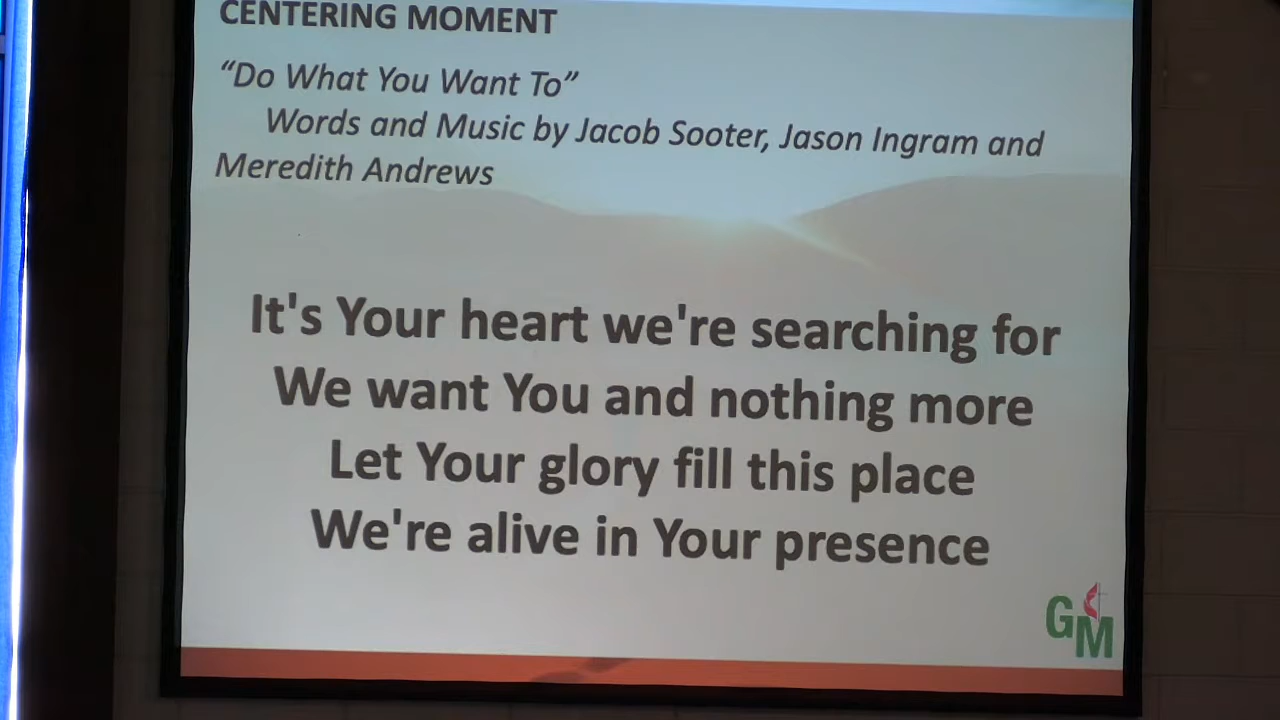 CENTERING MOMENT
“Do What You Want To”
Words and Music by Jacob Sooter, Jason Ingram and
Meredith Andrews
It's Your heart we're searching for
We want You and nothing more
Let Your glory fill this place
We're alive in Your presence
GM